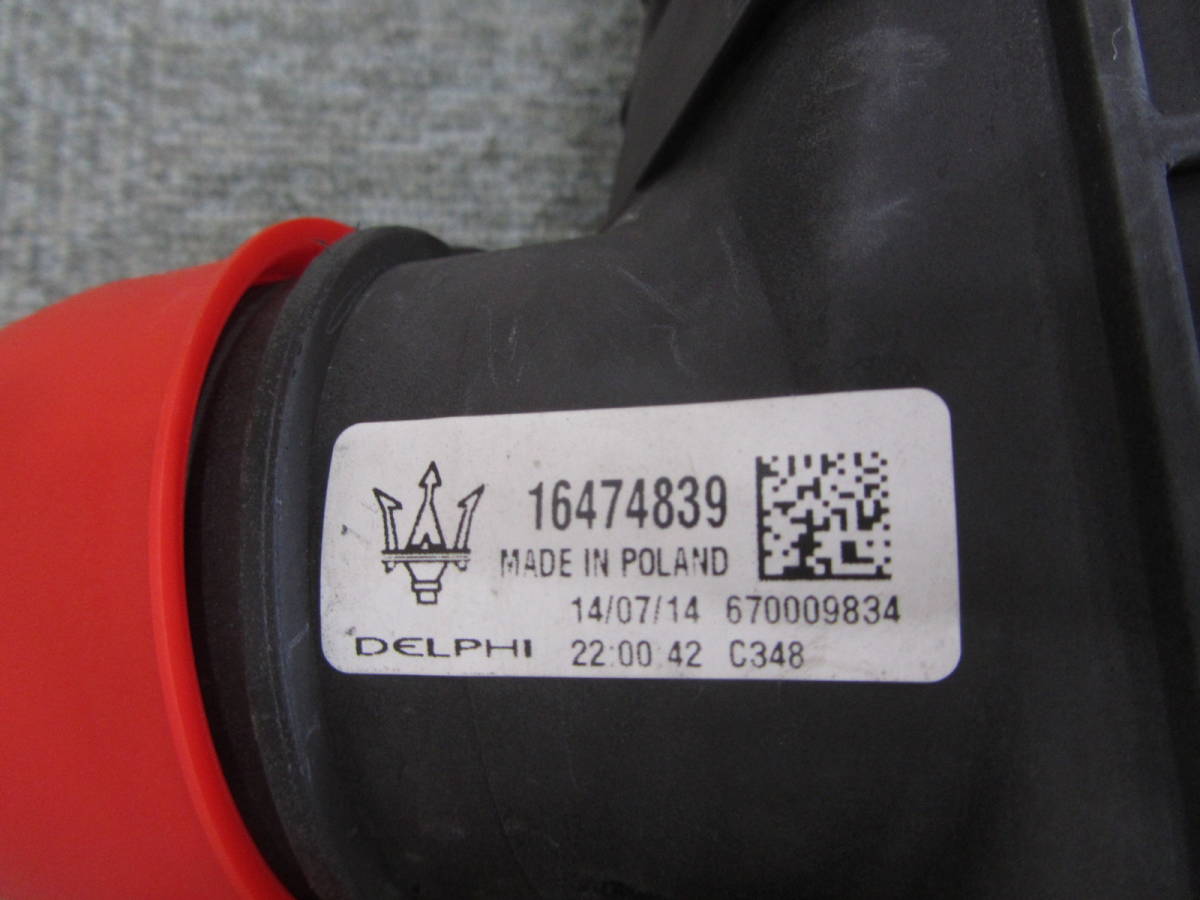 16474839
MADE IN POLAND
14/07/14 670009834
DELPHI 22:00:42 C348